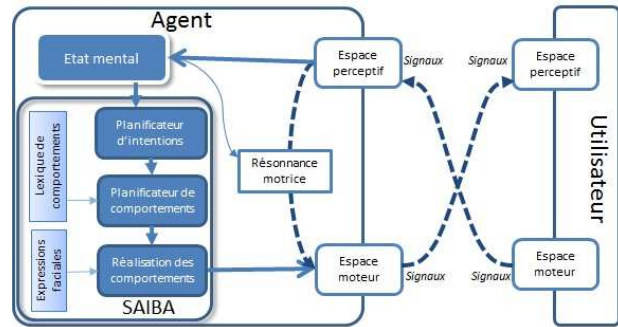 Agent
Etat mental
Espace
perceptif
Signaux
Signaux
Espace
perceptif
Planificateur
d'intentions
Lexique de
comportements
Planificateur de
comportements
Résonnance
motrice
Utilisateur
Expressions
faciales
Réalisation des
comportements
Espace
moteur
Signaux
Signaux
Espace
moteur
SAIBA